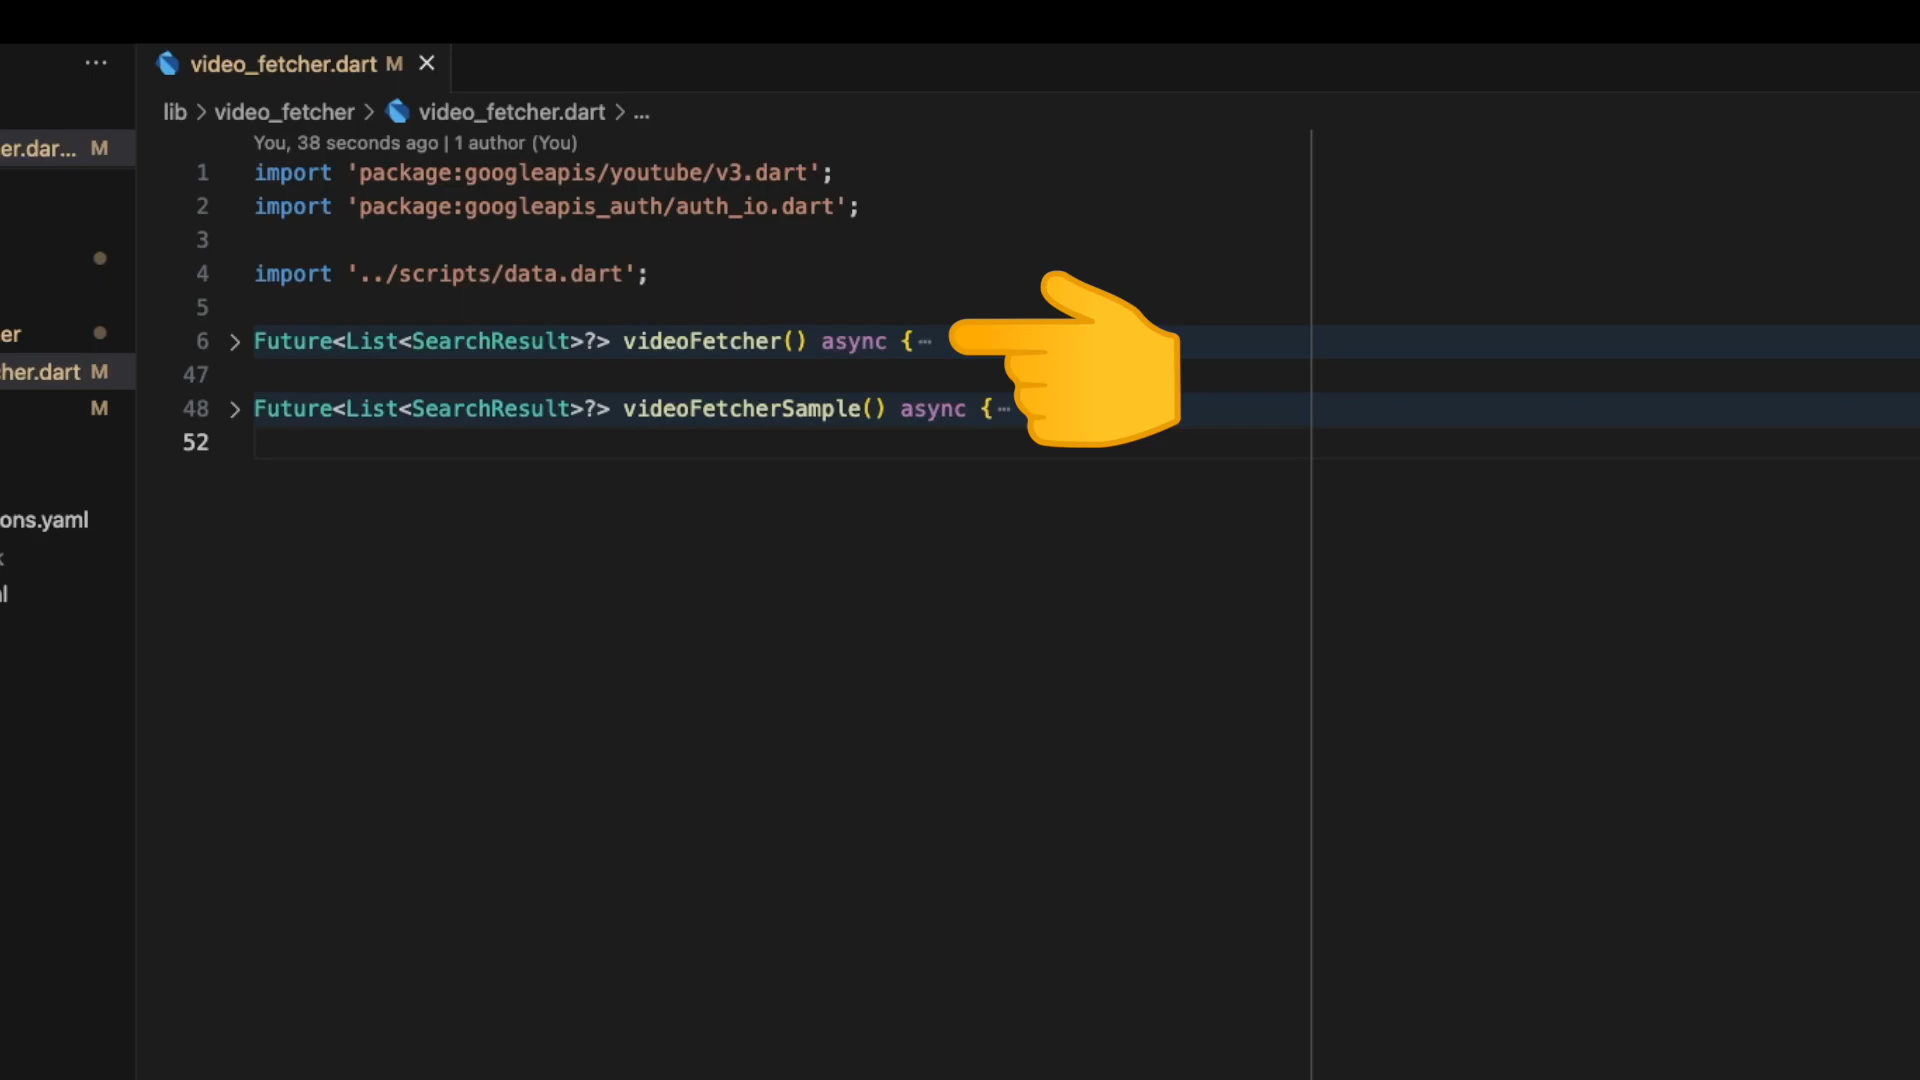 ···
video_fetcher.dart M ×
lib > video_fetcher > video_fetcher.dart > ...
You, 38 seconds ago | 1 author (You)
er.dar... M
1 import 'package:googleapis/youtube/v3.dart';
2 import 'package:googleapis_auth/auth_io.dart';
3
4 import '../scripts/data.dart';
5
er
6 > Future<List<SearchResult>?> videoFetcher() async {···
her.dart M
47
M
48 > Future<List<SearchResult>?> videoFetcherSample() async {···
52
ons.yaml